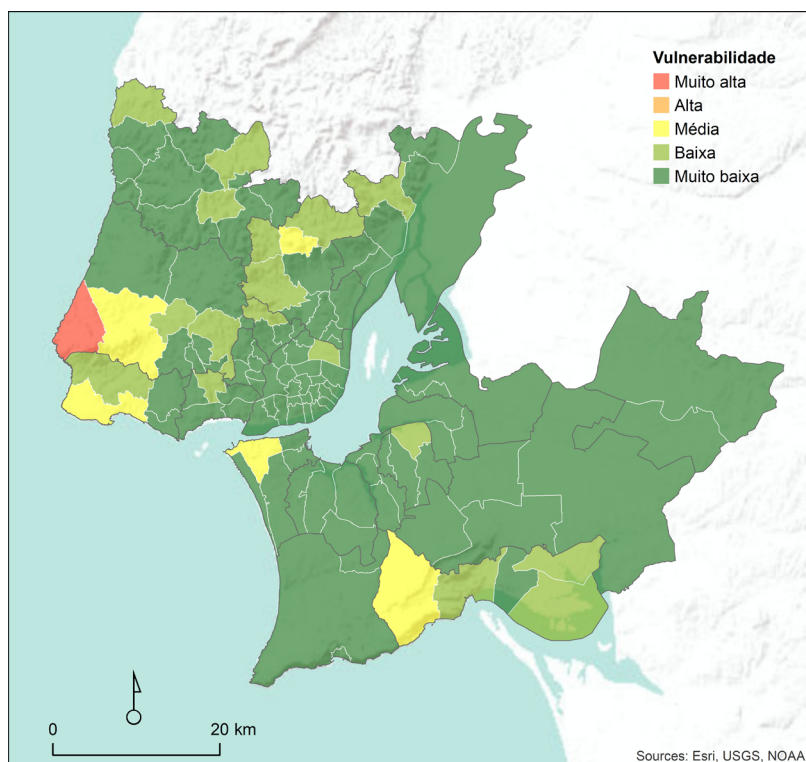 Vulnerabilidade
Muito alta
Alta
Média
Baixa
Muito baixa
0 20 km
Sources: Esri, USGS, NOAA